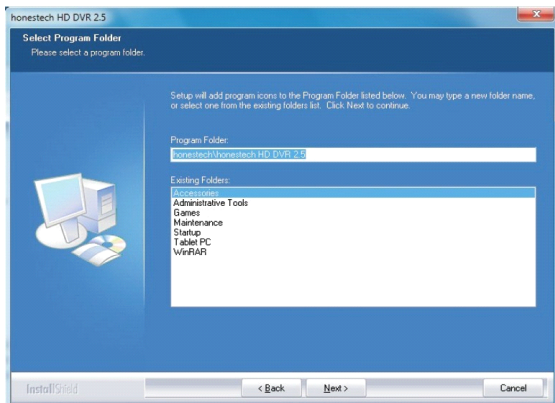 honestech HD DVR 2.5
Select Program Folder
Please select a program folder.
Setup will add program icons to the Program Folder listed below. You may type a new folder name,
or select one from the existing folders list. Click Next to continue.
Program Folder:
honestech\honestech HD DVR 2.5
Existing Folders:
Accessories
Administrative Tools
Games
Maintenance
Startup
Tablet PC
WinRAR
InstallShield
< Back
Next >
Cancel